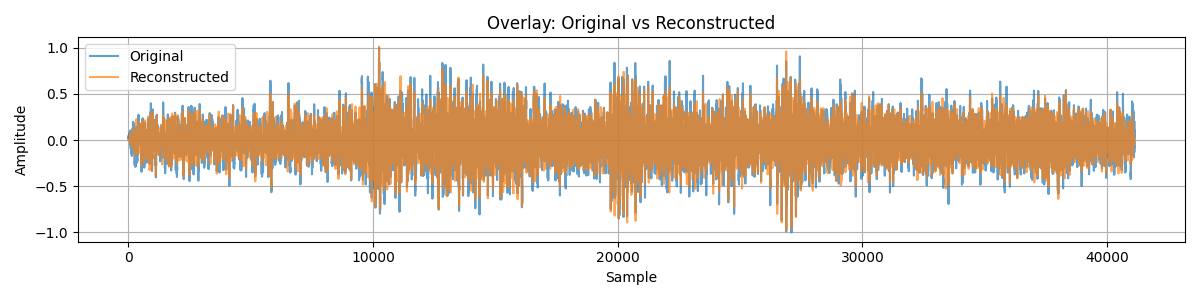 Overlay: Original vs Reconstructed
Original
Reconstructed
Amplitude
1.0
0.5
0.0
−0.5
−1.0
0
10000
20000
30000
40000
Sample